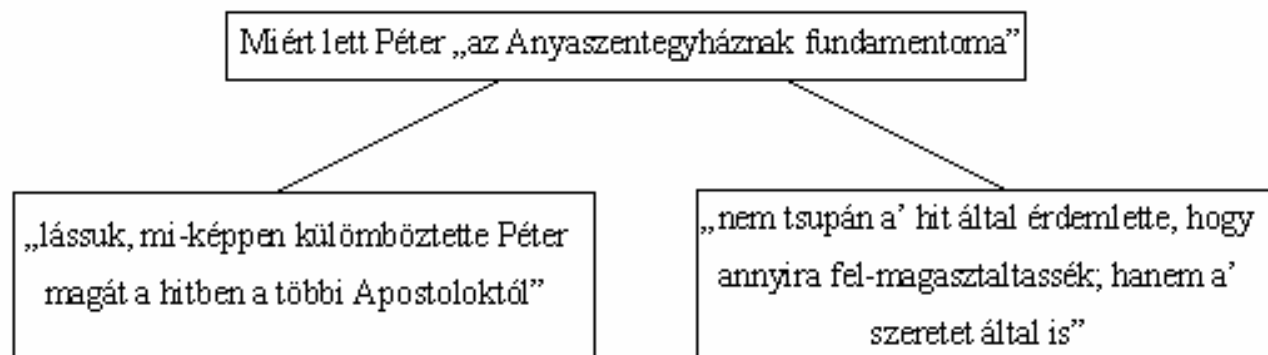 Miért lett Péter „az Anyaszentegyháznak fundamentoma”
„lássuk, mi-képpen külömböztette Péter
magát a hitben a többi Apostoloktól”
„nem tsupán a’ hit által érdemlette, hogy
annyira fel-magasztaltassék; hanem a’
szeretet által is”